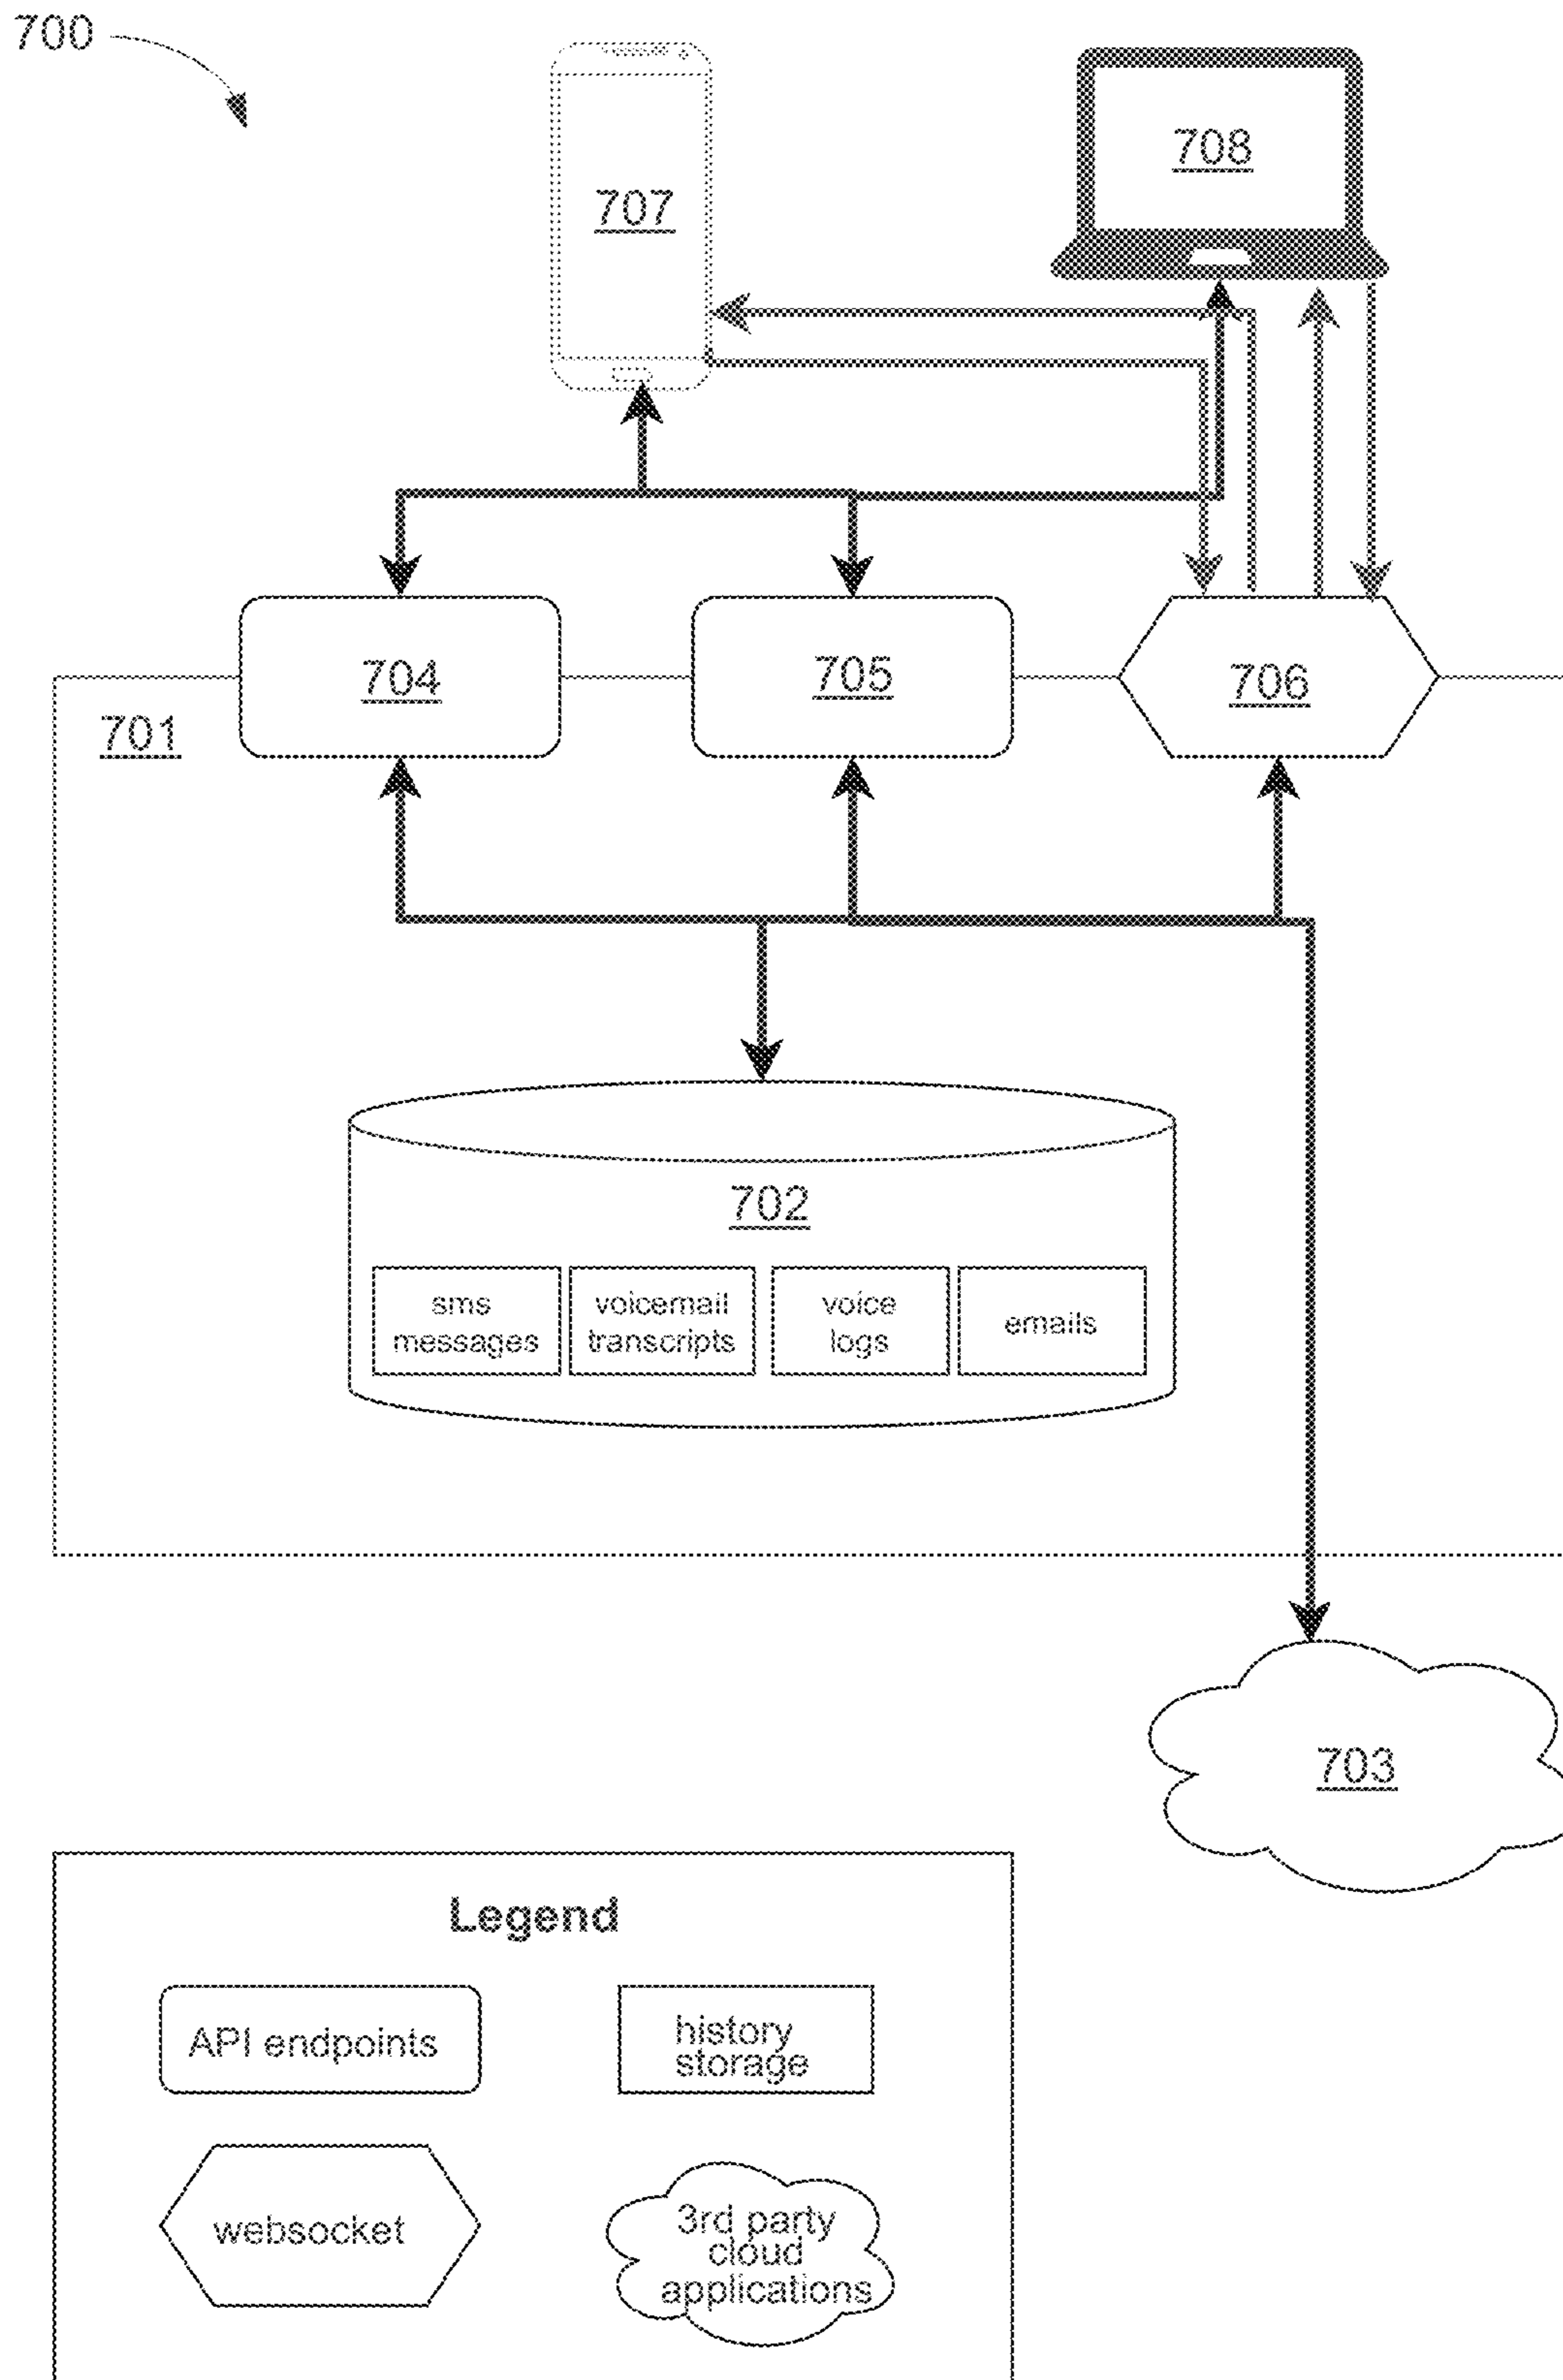 700
708
707
704
705
706
701
702
sms
messages
voicemail
transcripts
voice
logs
emails
703
Legend
API endpoints
history
storage
websocket
3rd party
cloud
applications